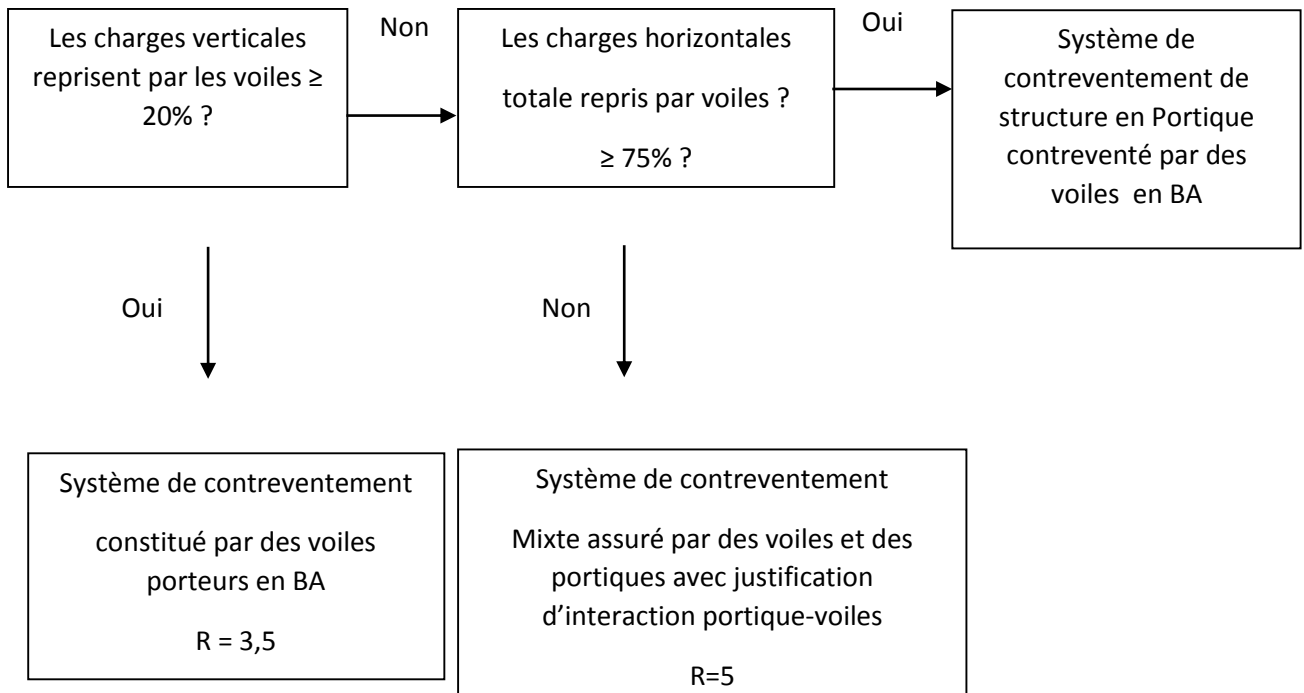 Les charges verticales
reprisent par les voiles ≥
20% ?
Non
Les charges horizontales
totale repris par voiles ?
≥ 75% ?
Oui
Système de
contreventement de
structure en Portique
contreventé par des
voiles en BA
Oui
Non
Système de contreventement
constitué par des voiles
porteurs en BA
R = 3,5
Système de contreventement
Mixte assuré par des voiles et des
portiques avec justification
d’interaction portique-voiles
R=5